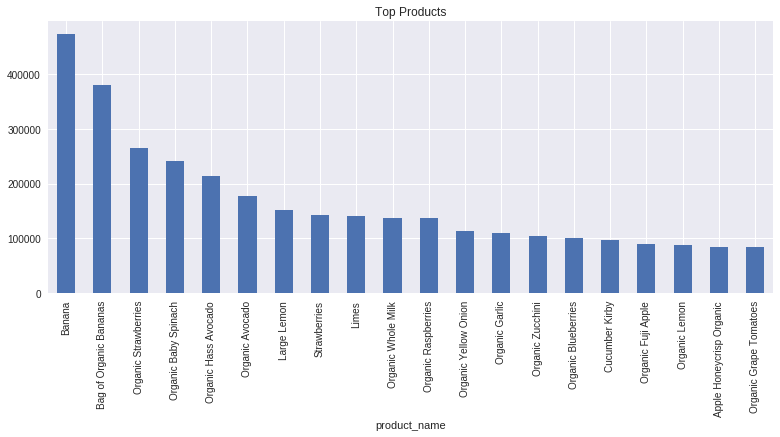 Top Products
400000
300000
200000
100000
0
Banana
Bag of Organic Bananas
Organic Strawberries
Organic Baby Spinach
Organic Hass Avocado
Organic Avocado
Large Lemon
Strawberries
Limes
Organic Whole Milk
Organic Raspberries
Organic Yellow Onion
Organic Garlic
Organic Zucchini
Organic Blueberries
Cucumber Kirby
Organic Fuji Apple
Organic Lemon
Apple Honeycrisp Organic
Organic Grape Tomatoes
product_name